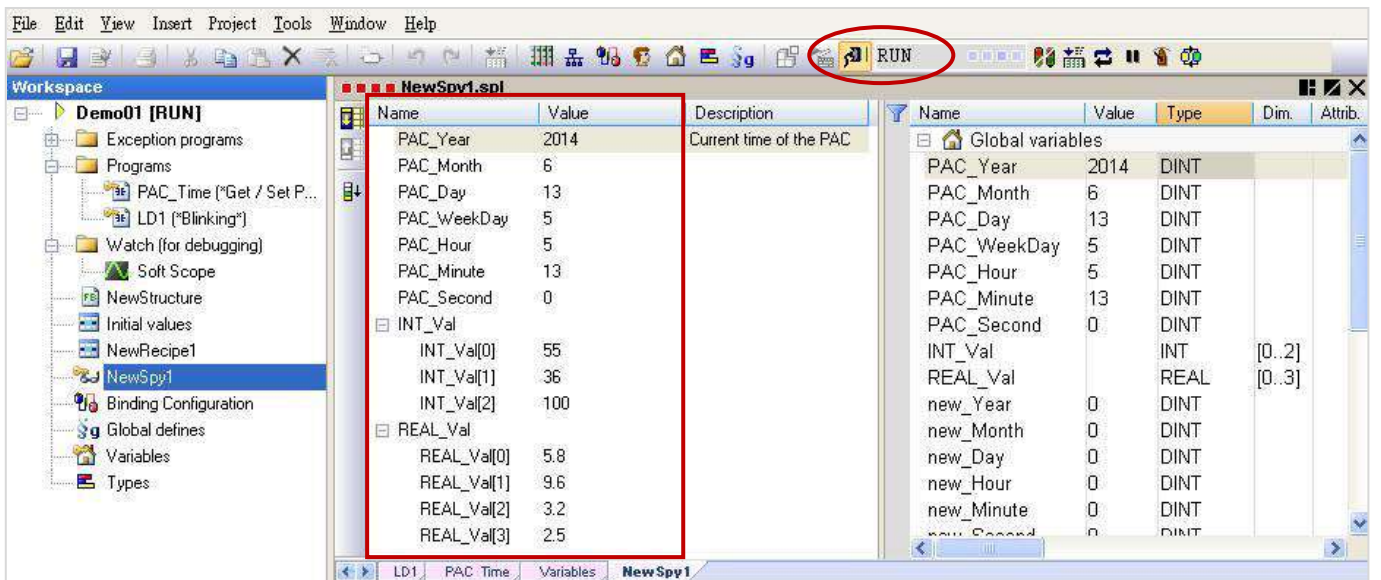 File Edit View Insert Project Tools Window Help
RUN
Workspace
Demo01 [RUN]
Exception programs
Programs
PAC_Time (*Get / Set P...
LD1 (*Blinking*)
Watch (for debugging)
Soft Scope
NewStructure
Initial values
NewRecipe1
NewSpy1
Binding Configuration
Global defines
Variables
Types
NewSpy1.spl
Name Value Description
PAC_Year 2014 Current time of the PAC
PAC_Month 6
PAC_Day 13
PAC_WeekDay 5
PAC_Hour 5
PAC_Minute 13
PAC_Second 0
INT_Val
INT_Val[0] 55
INT_Val[1] 36
INT_Val[2] 100
REAL_Val
REAL_Val[0] 5.8
REAL_Val[1] 9.6
REAL_Val[2] 3.2
REAL_Val[3] 2.5
Name Value Type Dim. Attrib.
Global variables
PAC_Year 2014 DINT
PAC_Month 6 DINT
PAC_Day 13 DINT
PAC_WeekDay 5 DINT
PAC_Hour 5 DINT
PAC_Minute 13 DINT
PAC_Second 0 DINT
INT_Val INT [0..2]
REAL_Val REAL [0..3]
new_Year 0 DINT
new_Month 0 DINT
new_Day 0 DINT
new_Hour 0 DINT
new_Minute 0 DINT
new_Second 0 DINT
LD1 PAC_Time Variables NewSpy1